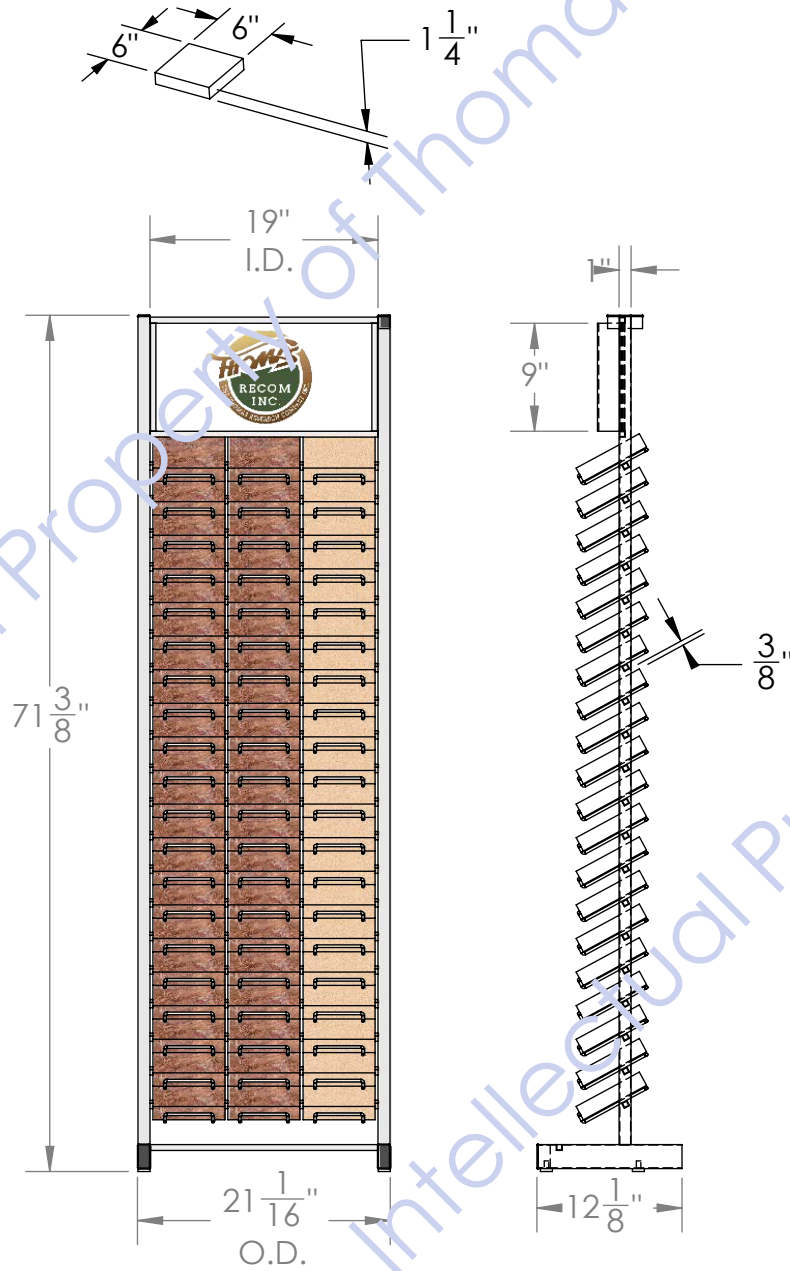 6"
6"
1 1/4"
19"
I.D.
1"
THOMAS
RECOM
INC.
9"
3/8"
71 3/8"
21 1/16"
O.D.
12 1/8"
Property of Thoma
Intellectual Pr